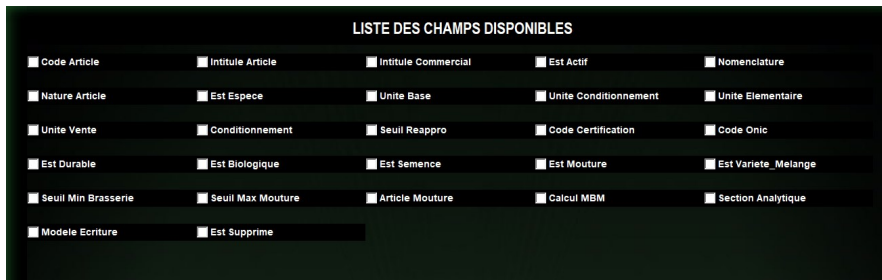 LISTE DES CHAMPS DISPONIBLES
Code Article Intitule Article Intitule Commercial Est Actif Nomenclature
Nature Article Est Espece Unite Base Unite Conditionnement Unite Elementaire
Unite Vente Conditionnement Seuil Reappro Code Certification Code Onic
Est Durable Est Biologique Est Semence Est Mouture Est Variete_Melange
Seuil Min Brasserie Seuil Max Mouture Article Mouture Calcul MBM Section Analytique
Modele Ecriture Est Supprime